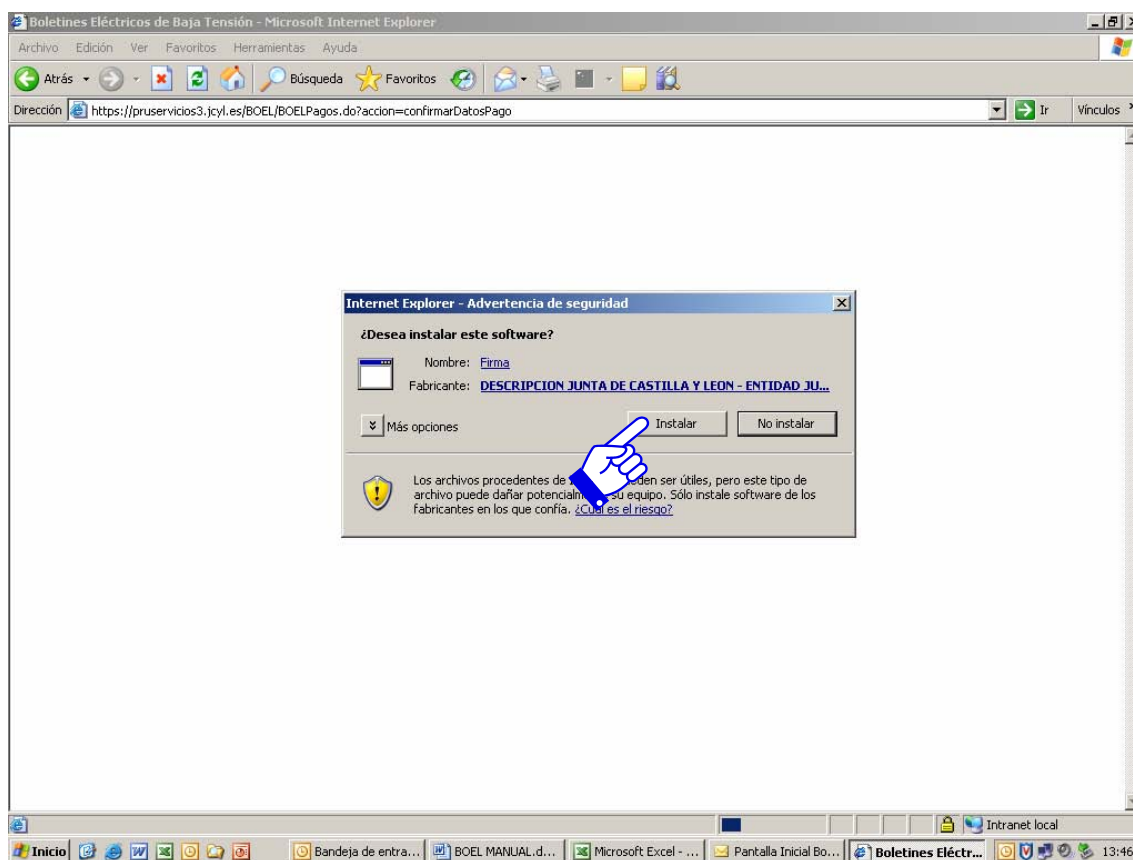 Boletines Eléctricos de Baja Tensión - Microsoft Internet Explorer
Archivo Edición Ver Favoritos Herramientas Ayuda
Atrás Búsqueda Favoritos
Dirección https://pruservicios3.jcyl.es/BOEL/BOELPagos.do?accion=confirmarDatosPago Ir Vínculos
Internet Explorer - Advertencia de seguridad
¿Desea instalar este software?
Nombre: Firma
Fabricante: DESCRIPCION JUNTA DE CASTILLA Y LEON - ENTIDAD JU...
Más opciones Instalar No instalar
Los archivos procedentes de pueden ser útiles, pero este tipo de
archivo puede dañar potencialmente su equipo. Sólo instale software de los
fabricantes en los que confía. ¿Cuál es el riesgo?
Intranet local
Inicio Bandeja de entra... BOEL MANUAL.d... Microsoft Excel - ... Pantalla Inicial Bo... Boletines Eléctr... 13:46